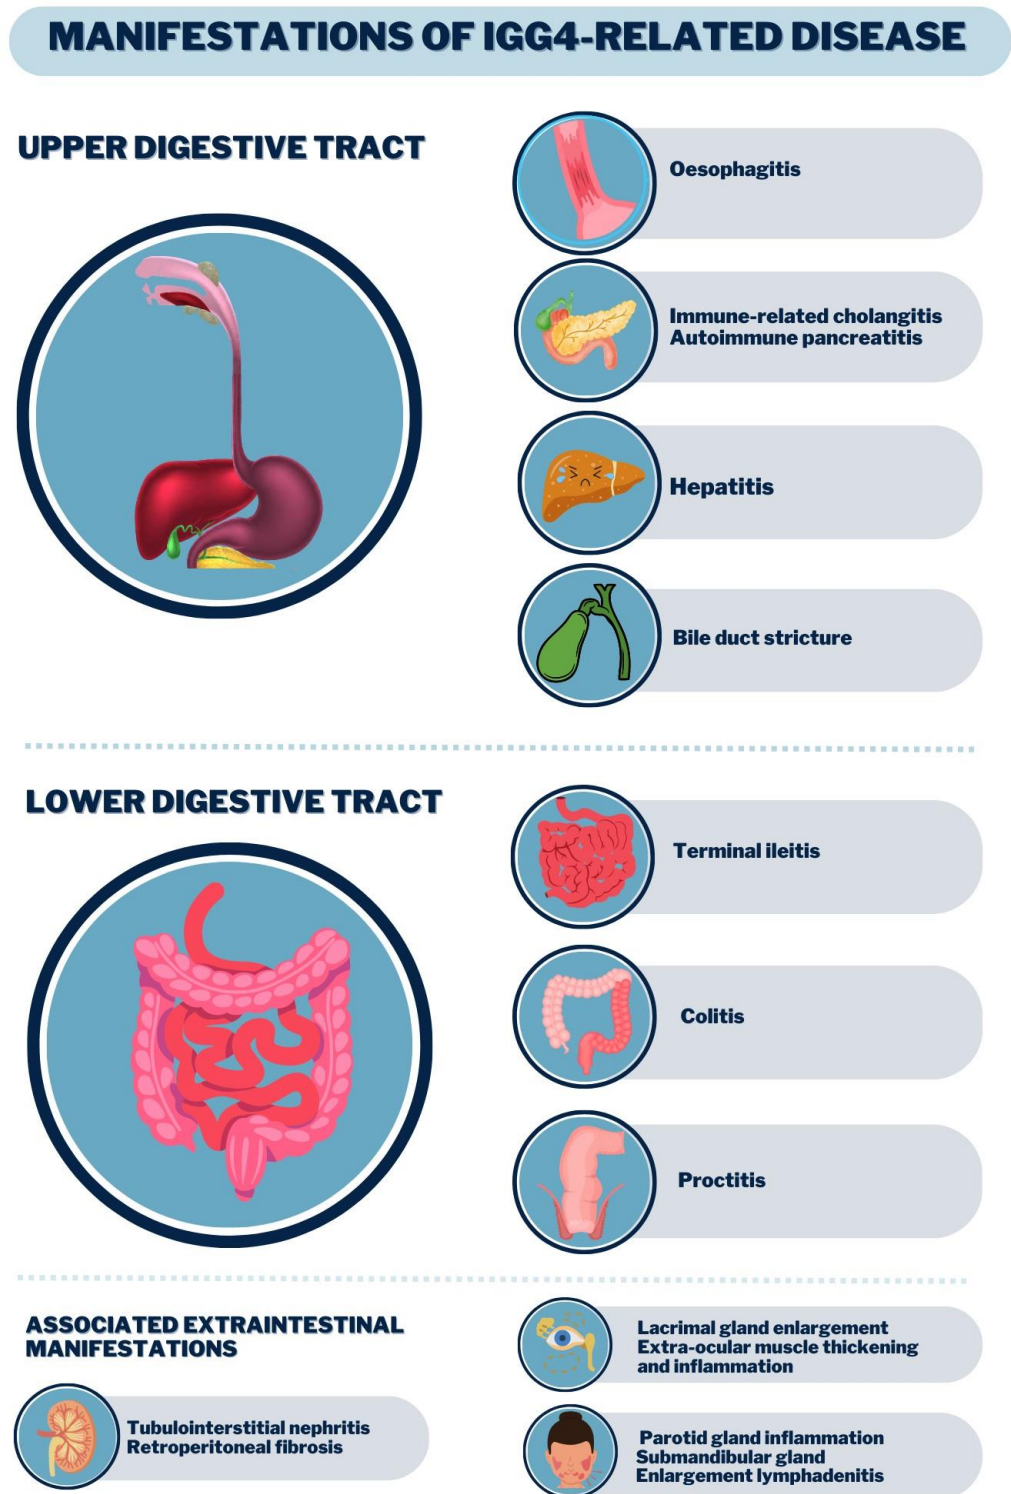 MANIFESTATIONS OF IGG4-RELATED DISEASE
UPPER DIGESTIVE TRACT
Oesophagitis
Immune-related cholangitis
Autoimmune pancreatitis
Hepatitis
Bile duct stricture
LOWER DIGESTIVE TRACT
Terminal ileitis
Colitis
Proctitis
ASSOCIATED EXTRAINTESTINAL
MANIFESTATIONS
Tubulointerstitial nephritis
Retroperitoneal fibrosis
Lacrimal gland enlargement
Extra-ocular muscle thickening
and inflammation
Parotid gland inflammation
Submandibular gland
Enlargement lymphadenitis